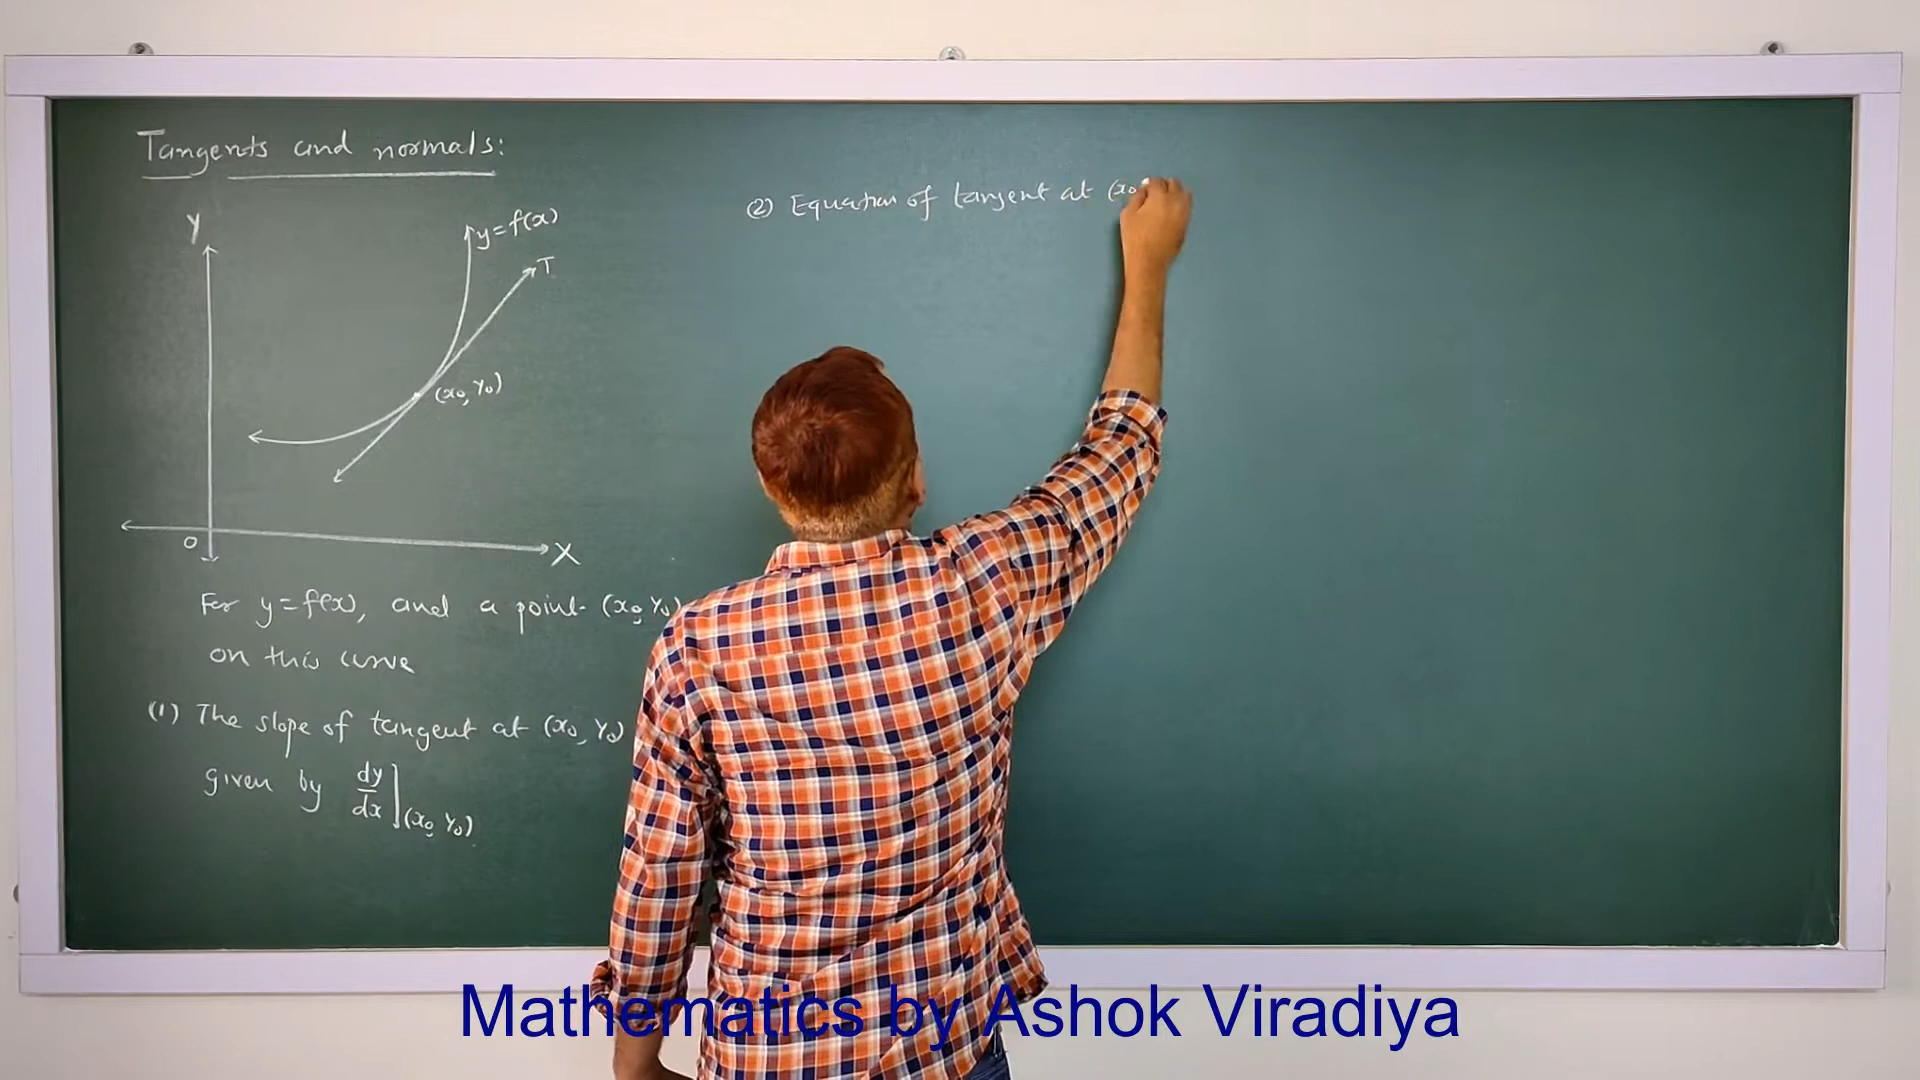 Tangents and normals:
Y
y=f(x)
T
(x₀, y₀)
O
X
For y=f(x), and a point (x₀, y₀)
on this curve
(1) The slope of tangent at (x₀, y₀)
given by dy/dx](x₀, y₀)
(2) Equation of tangent at (x₀
Mathematics by Ashok Viradiya